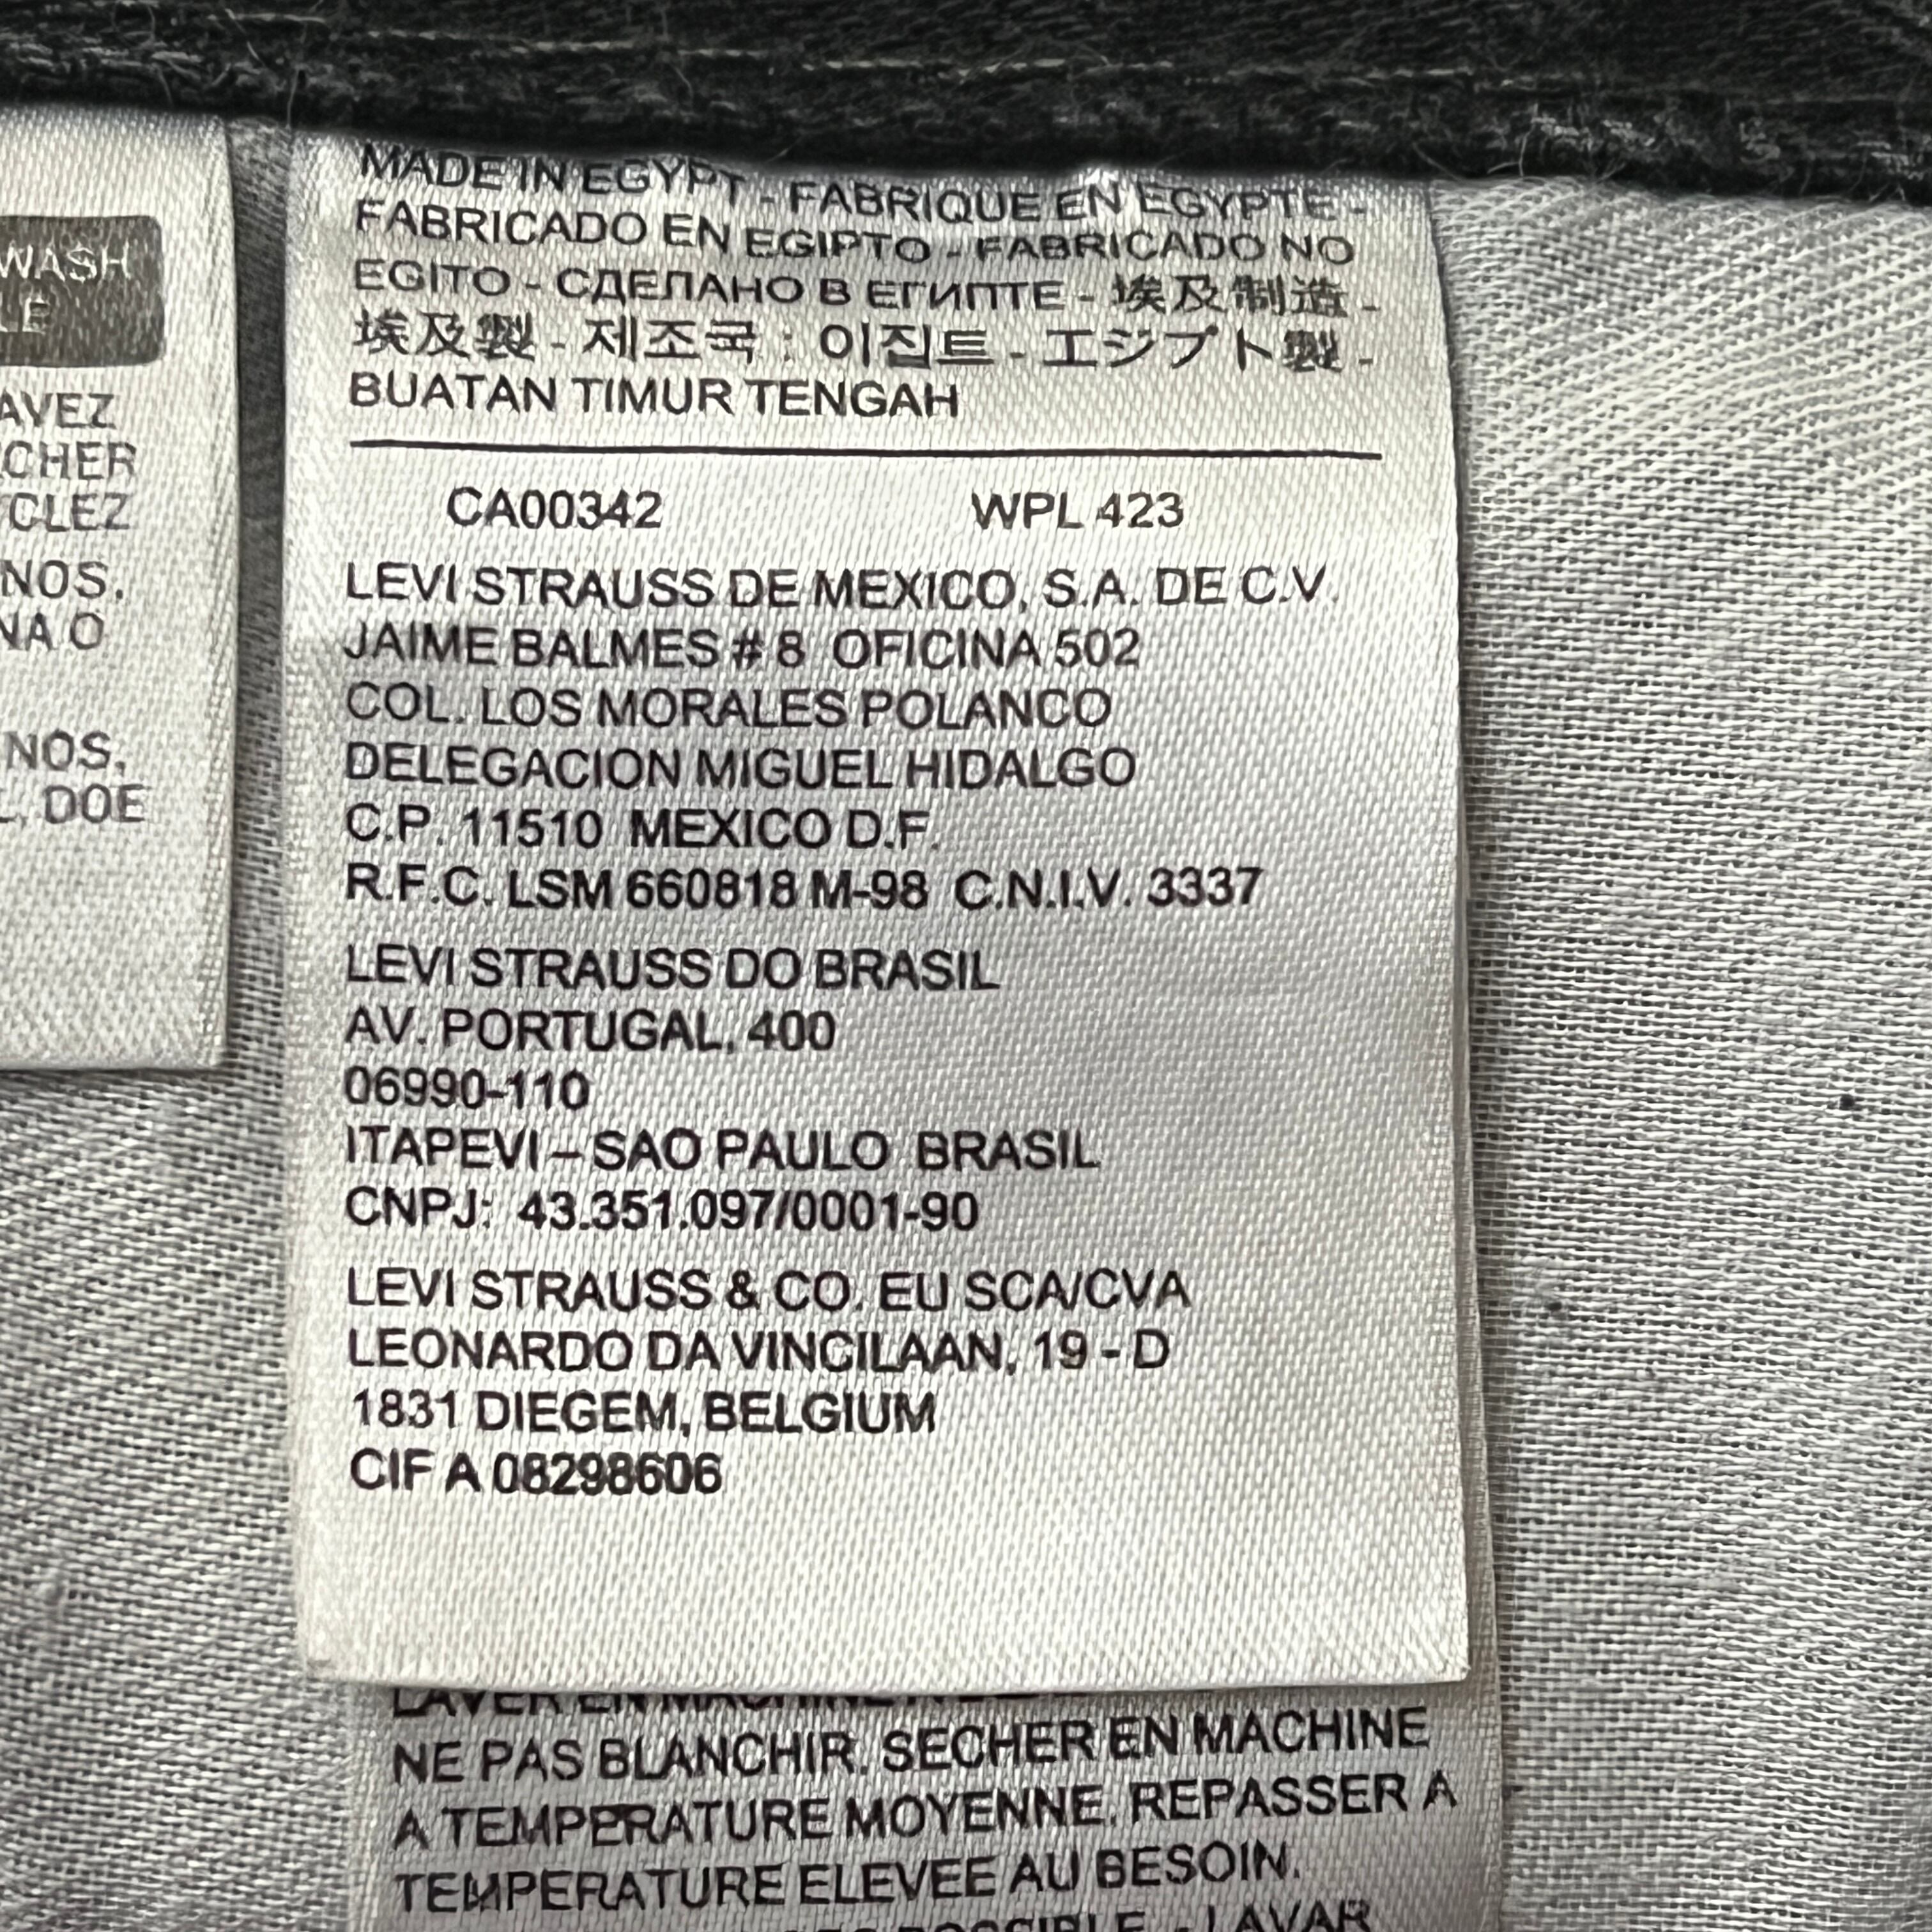 WASH
LE
AVEZ
CHER
CLEZ
NOS,
NA O
NOS,
L, DOE
MADE IN EGYPT - FABRIQUE EN EGYPTE -
FABRICADO EN EGIPTO - FABRICADO NO
EGITO - СДЕЛАНО В ЕГИПТЕ - 埃及制造 -
埃及製 - 제조국 : 이집트 - エジプト製 -
BUATAN TIMUR TENGAH
CA00342 WPL 423
LEVI STRAUSS DE MEXICO, S.A. DE C.V.
JAIME BALMES # 8 OFICINA 502
COL. LOS MORALES POLANCO
DELEGACION MIGUEL HIDALGO
C.P. 11510 MEXICO D.F.
R.F.C. LSM 660818 M-98 C.N.I.V. 3337
LEVI STRAUSS DO BRASIL
AV. PORTUGAL, 400
06990-110
ITAPEVI – SAO PAULO BRASIL
CNPJ: 43.351.097/0001-90
LEVI STRAUSS & CO. EU SCA/CVA
LEONARDO DA VINCILAAN, 19 - D
1831 DIEGEM, BELGIUM
CIF A 08298606
LAVER EN MACHINE
NE PAS BLANCHIR. SECHER EN MACHINE
A TEMPERATURE MOYENNE. REPASSER A
TEMPERATURE ELEVEE AU BESOIN.
POSSIBLE - LAVAR